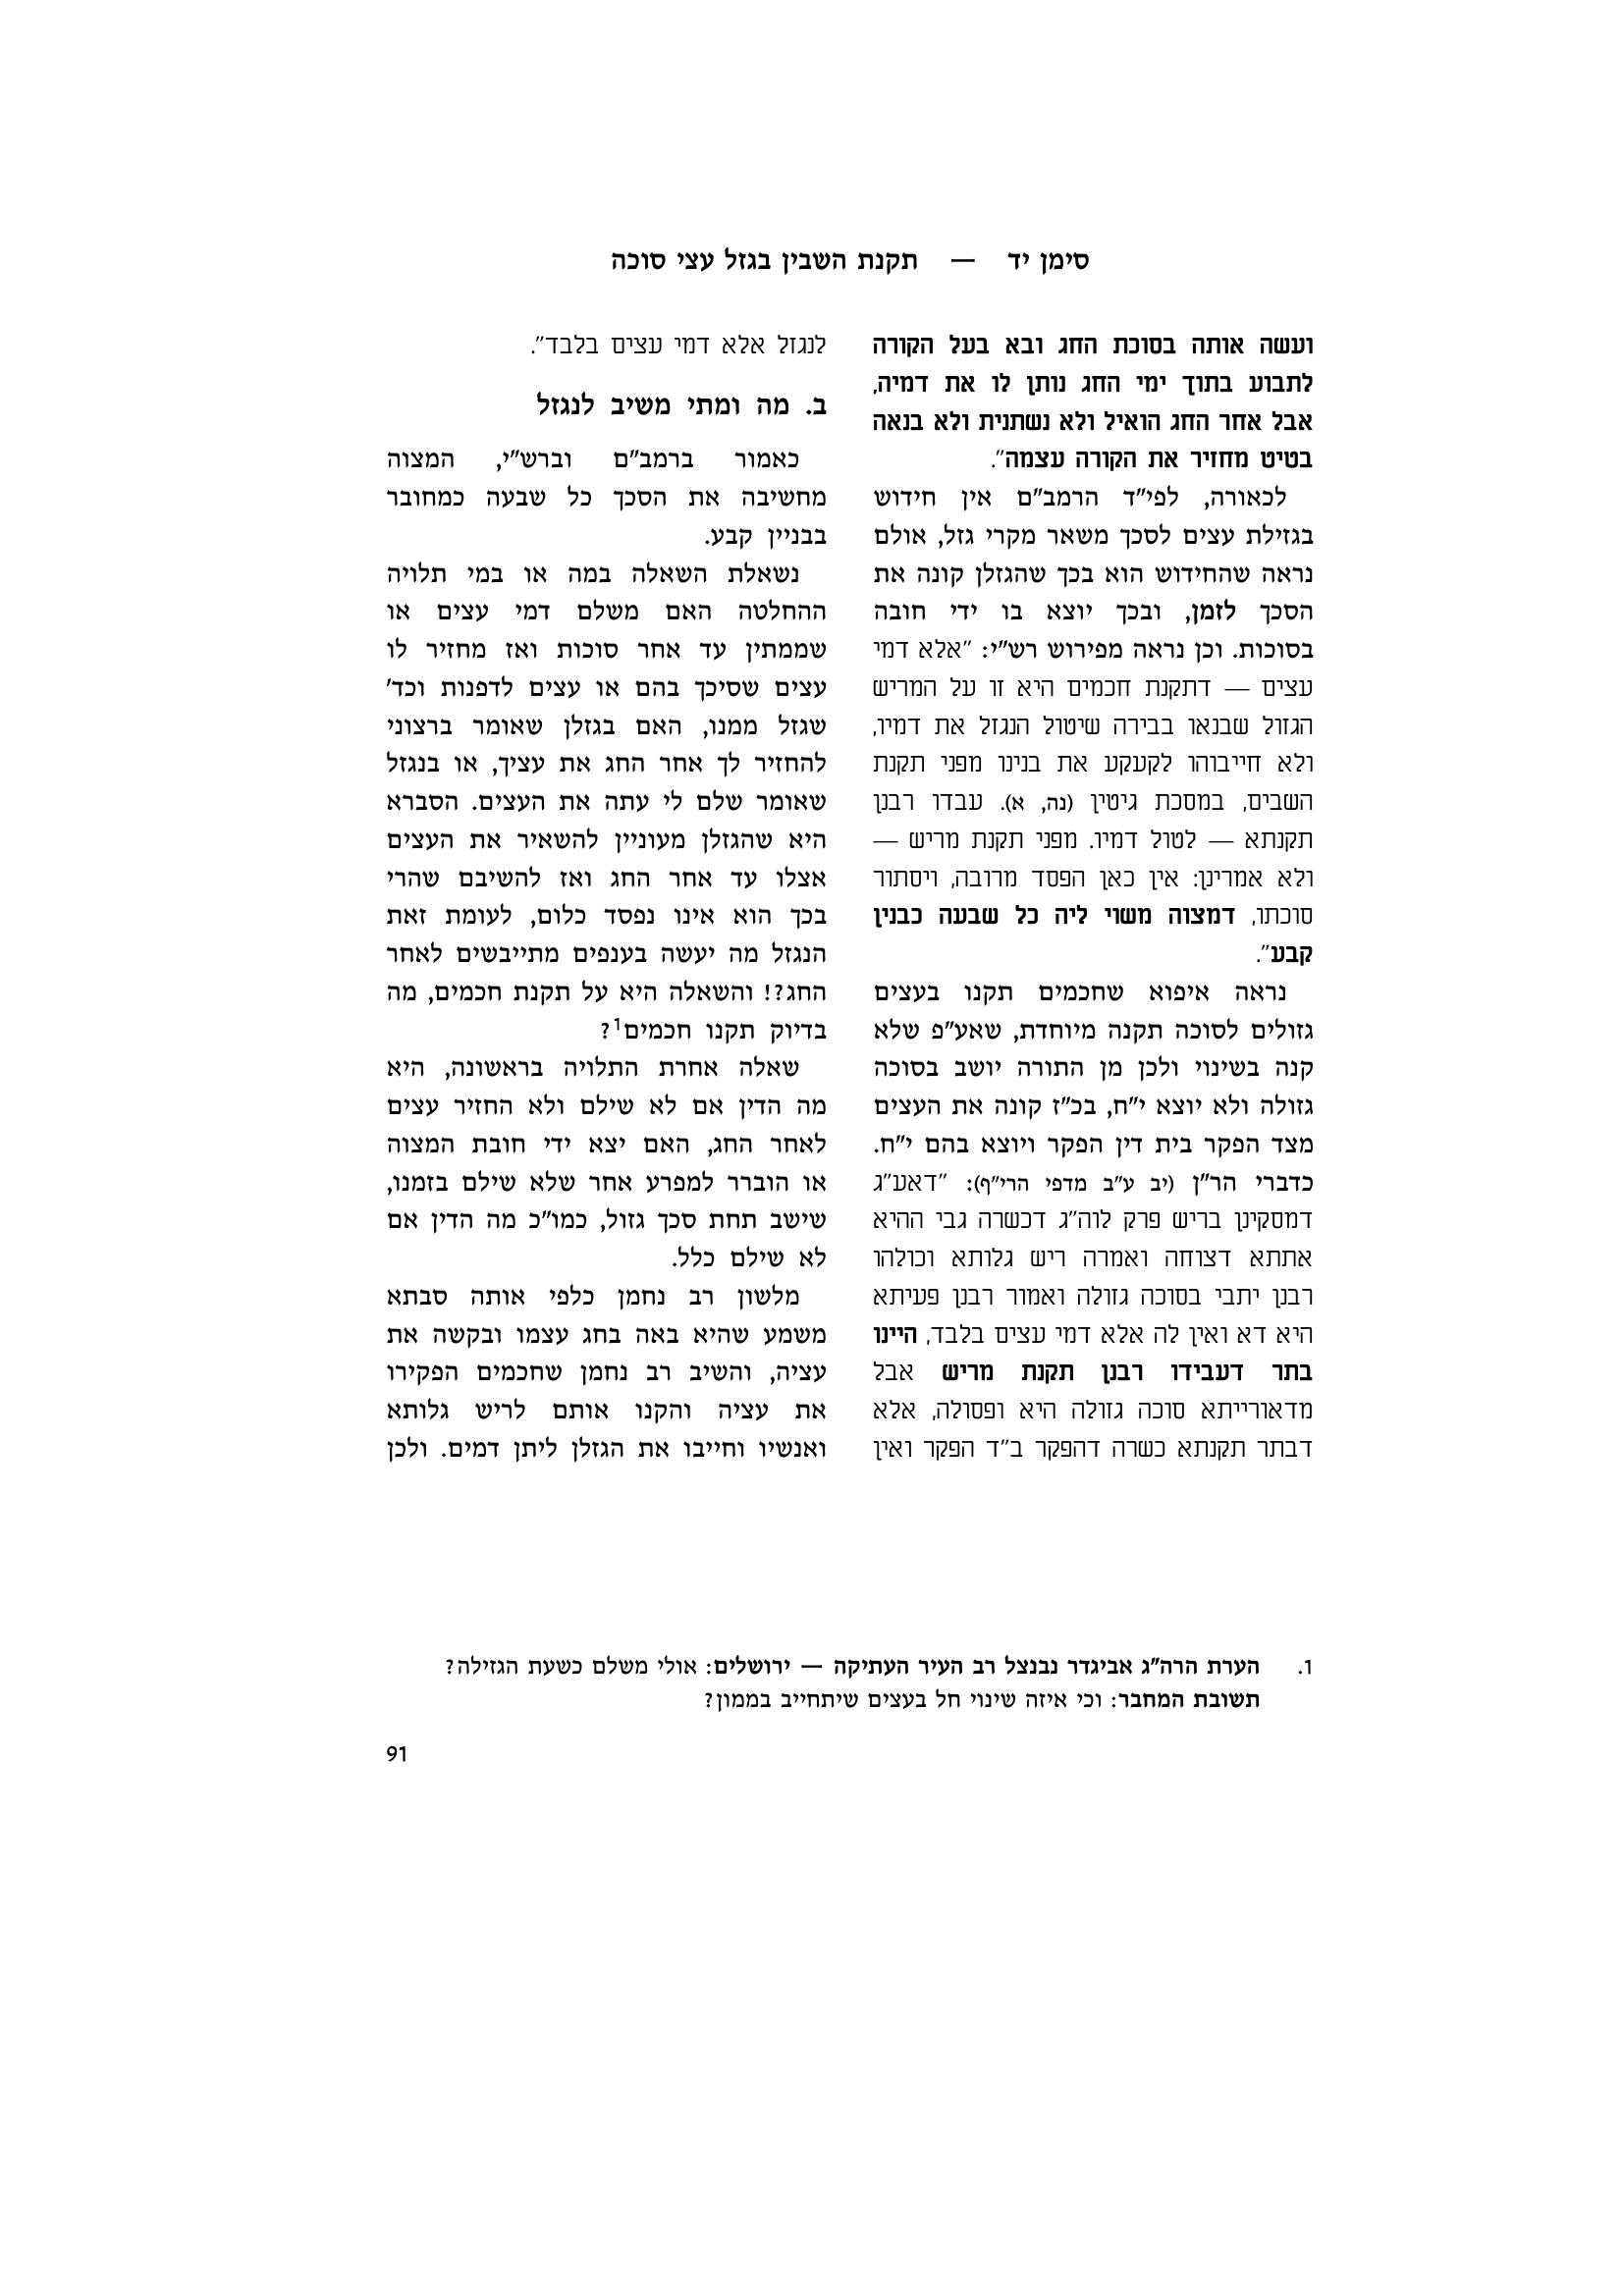 סימן יד — תקנת השבין בגזל עצי סוכה
ועשה אותה בסוכת החג ובא בעל הקורה
לתבוע בתוך ימי החג נותן לו את דמיה,
אבל אחר החג הואיל ולא נשתנית ולא בנאה
בטיט מחזיר את הקורה עצמה".
לכאורה, לפי"ד הרמב"ם אין חידוש
בגזילת עצים לסכך משאר מקרי גזל, אולם
נראה שהחידוש הוא בכך שהגזלן קונה את
הסכך לזמן, ובכך יוצא בו ידי חובה
בסוכות. וכן נראה מפירוש רש"י: "אלא דמי
עצים — דתקנת חכמים היא זו על המריש
הגזול שבנאו בבירה שיטול הנגזל את דמיו,
ולא חייבוהו לקעקע את בנינו מפני תקנת
השבים, במסכת גיטין (נה, א). עבדו רבנן
תקנתא — לטול דמיו. מפני תקנת מריש —
ולא אמרינן: אין כאן הפסד מרובה, ויסתור
סוכתו, דמצוה משוי ליה כל שבעה כבנין
קבע".
נראה איפוא שחכמים תקנו בעצים
גזולים לסוכה תקנה מיוחדת, שאע"פ שלא
קנה בשינוי ולכן מן התורה יושב בסוכה
גזולה ולא יוצא י"ח, בכ"ז קונה את העצים
מצד הפקר בית דין הפקר ויוצא בהם י"ח.
כדברי הר"ן (יב ע"ב מדפי הרי"ף): "דאע"ג
דמסקינן בריש פרק לוה"ג דכשרה גבי ההיא
אתתא דצוחה ואמרה ריש גלותא וכולהו
רבנן יתבי בסוכה גזולה ואמור רבנן פעיתא
היא דא ואין לה אלא דמי עצים בלבד, היינו
בתר דעבידו רבנן תקנת מריש אבל
מדאורייתא סוכה גזולה היא ופסולה, אלא
דבתר תקנתא כשרה דהפקר ב"ד הפקר ואין
לנגזל אלא דמי עצים בלבד".
ב. מה ומתי משיב לנגזל
כאמור ברמב"ם וברש"י, המצוה
מחשיבה את הסכך כל שבעה כמחובר
בבניין קבע.
נשאלת השאלה במה או במי תלויה
ההחלטה האם משלם דמי עצים או
שממתין עד אחר סוכות ואז מחזיר לו
עצים שסיכך בהם או עצים לדפנות וכד'
שגזל ממנו, האם בגזלן שאומר ברצוני
להחזיר לך אחר החג את עציך, או בנגזל
שאומר שלם לי עתה את העצים. הסברא
היא שהגזלן מעוניין להשאיר את העצים
אצלו עד אחר החג ואז להשיבם שהרי
בכך הוא אינו נפסד כלום, לעומת זאת
הנגזל מה יעשה בענפים מתייבשים לאחר
החג?! והשאלה היא על תקנת חכמים, מה
בדיוק תקנו חכמים1?
שאלה אחרת התלויה בראשונה, היא
מה הדין אם לא שילם ולא החזיר עצים
לאחר החג, האם יצא ידי חובת המצוה
או הוברר למפרע אחר שלא שילם בזמנו,
שישב תחת סכך גזול, כמו"כ מה הדין אם
לא שילם כלל.
מלשון רב נחמן כלפי אותה סבתא
משמע שהיא באה בחג עצמו ובקשה את
עציה, והשיב רב נחמן שחכמים הפקירו
את עציה והקנו אותם לריש גלותא
ואנשיו וחייבו את הגזלן ליתן דמים. ולכן
1. הערת הרה"ג אביגדר נבנצל רב העיר העתיקה — ירושלים: אולי משלם כשעת הגזילה?
תשובת המחבר: וכי איזה שינוי חל בעצים שיתחייב בממון?
91